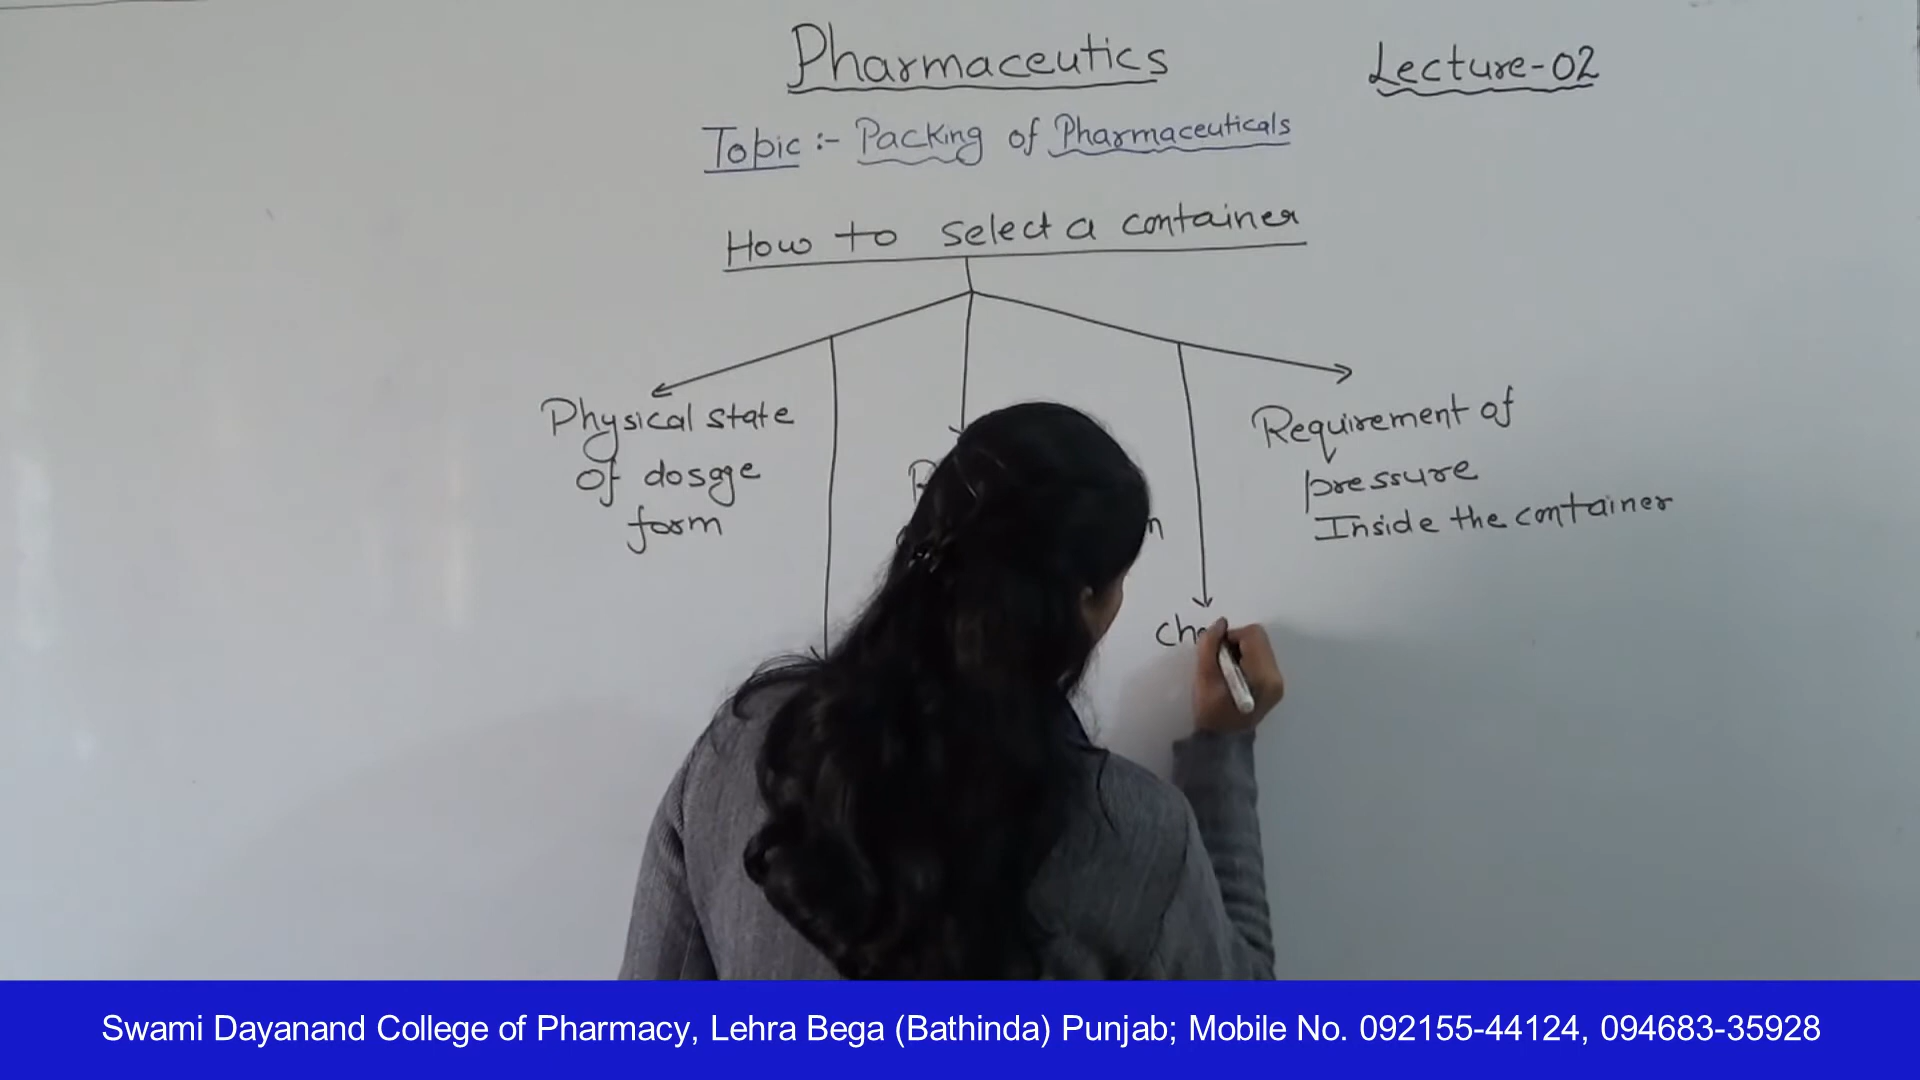 Pharmaceutics
Lecture-02
Topic :- Packing of Pharmaceuticals
How to select a container
Physical state
of dosage
form
Requirement of
pressure
Inside the container
Swami Dayanand College of Pharmacy, Lehra Bega (Bathinda) Punjab; Mobile No. 092155-44124, 094683-35928